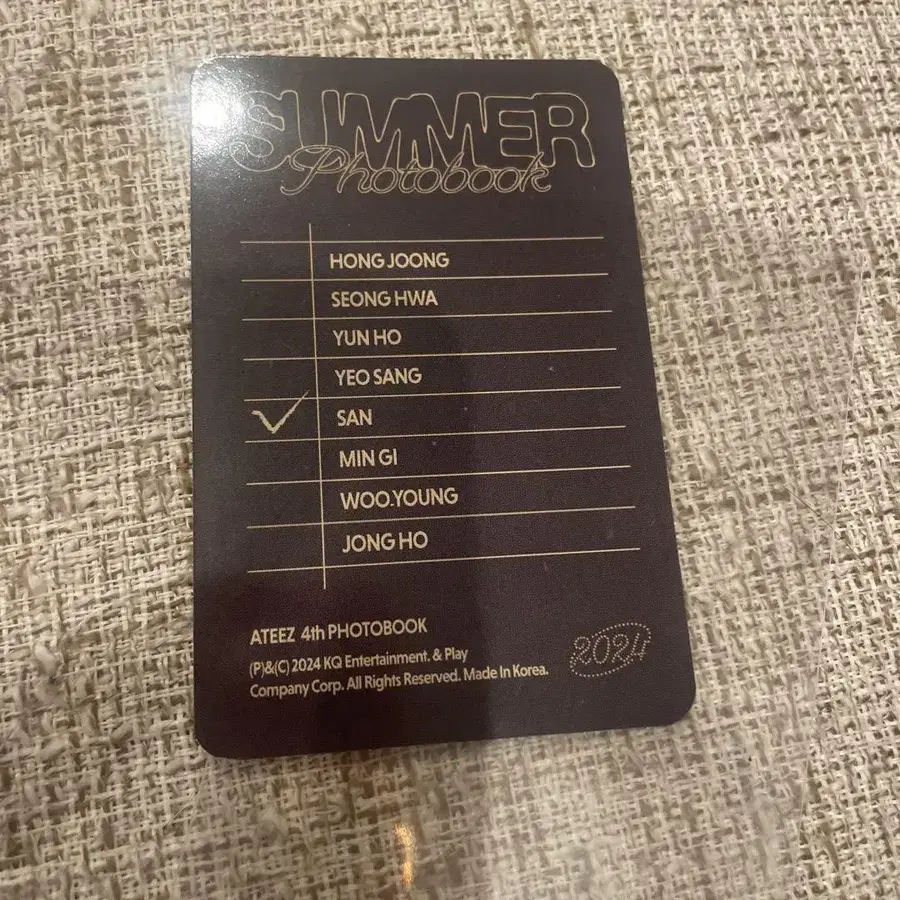 SUMMER
Photobook
HONG JOONG
SEONG HWA
YUN HO
YEO SANG
SAN
MIN GI
WOO.YOUNG
JONG HO
ATEEZ 4th PHOTOBOOK
(P)&(C) 2024 KQ Entertainment. & Play
Company Corp. All Rights Reserved. Made In Korea.
2024